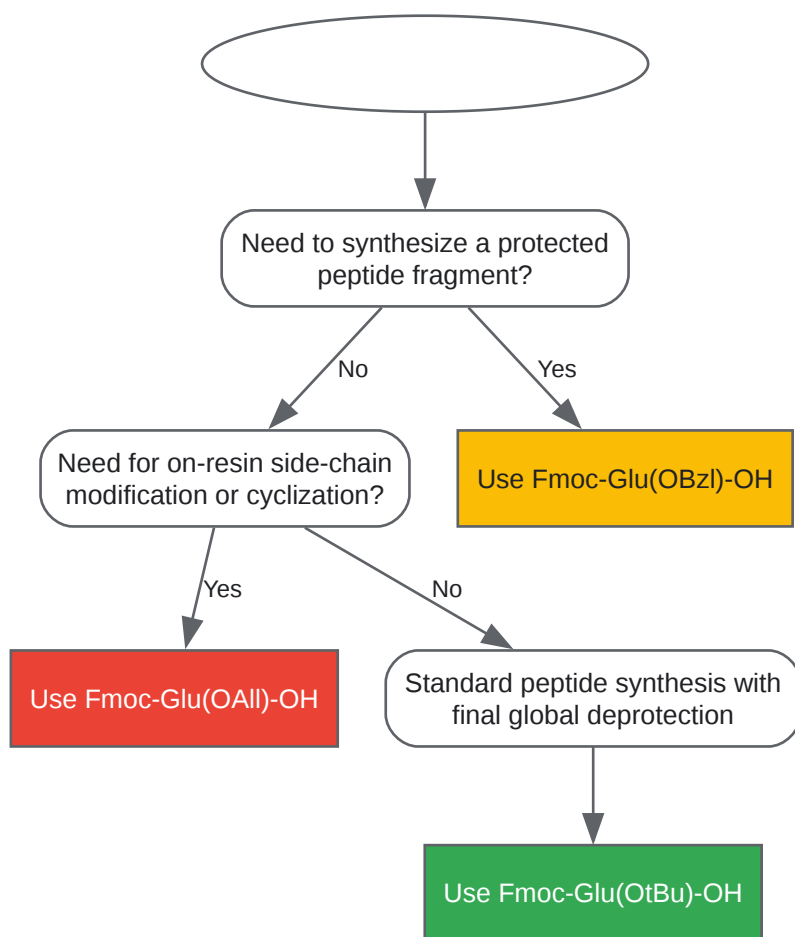 Need to synthesize a protected
peptide fragment?
No
Yes
Need for on-resin side-chain
modification or cyclization?
Use Fmoc-Glu(OBzl)-OH
Yes
No
Use Fmoc-Glu(OAll)-OH
Standard peptide synthesis with
final global deprotection
Use Fmoc-Glu(OtBu)-OH